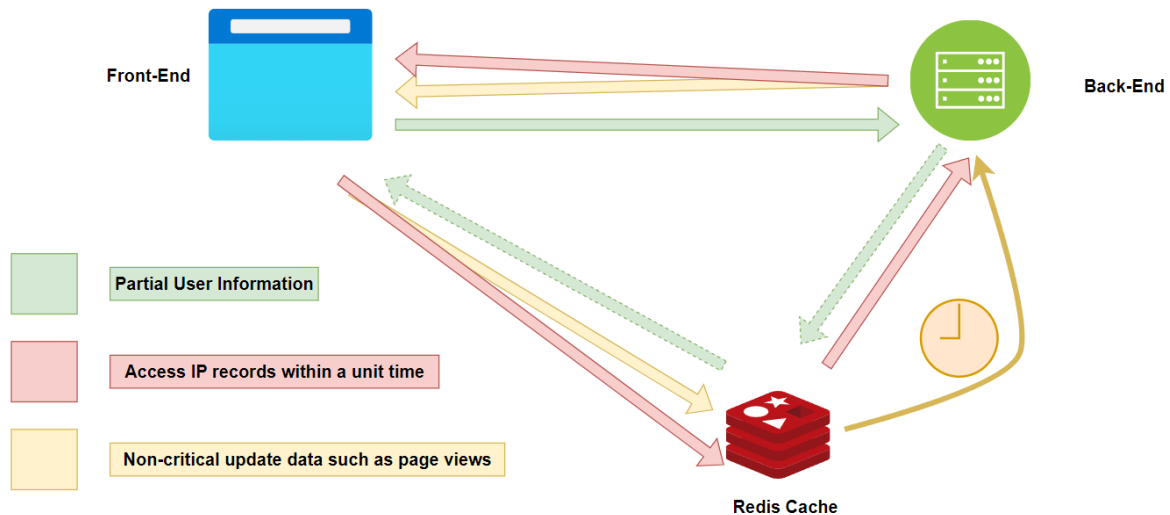 Front-End
Back-End
Partial User Information
Access IP records within a unit time
Non-critical update data such as page views
Redis Cache